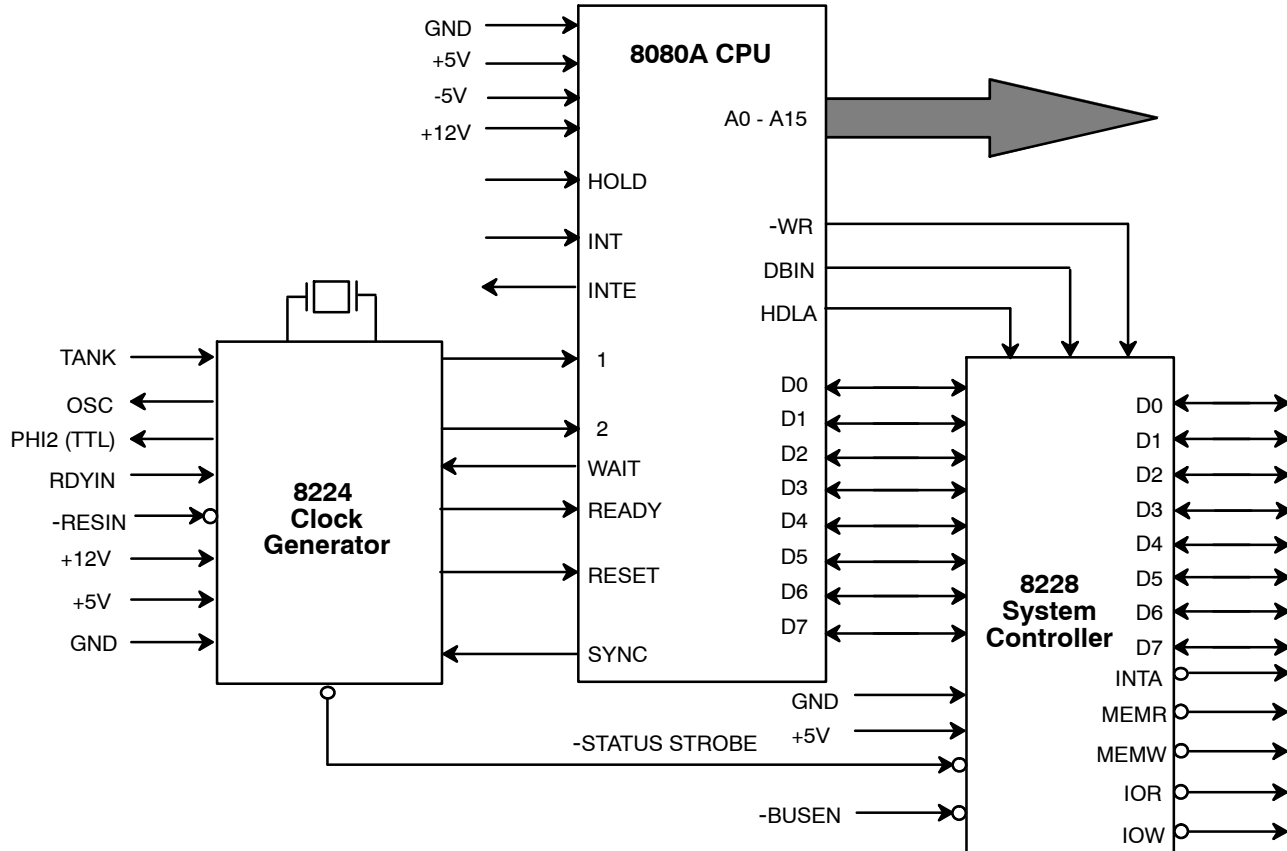 GND
+5V
-5V
+12V
8080A CPU
A0 - A15
HOLD
INT
INTE
-WR
DBIN
HDLA
1
2
WAIT
READY
RESET
SYNC
D0
D1
D2
D3
D4
D5
D6
D7
TANK
OSC
PHI2 (TTL)
RDYIN
-RESIN
+12V
+5V
GND
8224
Clock
Generator
8228
System
Controller
D0
D1
D2
D3
D4
D5
D6
D7
INTA
MEMR
MEMW
IOR
IOW
GND
+5V
-STATUS STROBE
-BUSEN